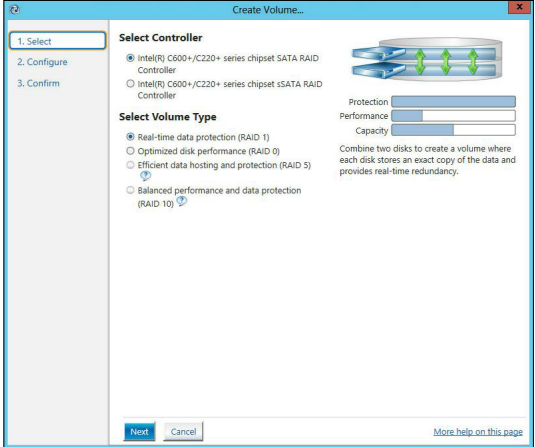 Create Volume...
x
1. Select
2. Configure
3. Confirm
Select Controller
Intel(R) C600+/C220+ series chipset SATA RAID
Controller
Intel(R) C600+/C220+ series chipset sSATA RAID
Controller
Select Volume Type
Real-time data protection (RAID 1)
Optimized disk performance (RAID 0)
Efficient data hosting and protection (RAID 5)
?
Balanced performance and data protection
(RAID 10) ?
Protection
Performance
Capacity
Combine two disks to create a volume where
each disk stores an exact copy of the data and
provides real-time redundancy.
Next
Cancel
More help on this page